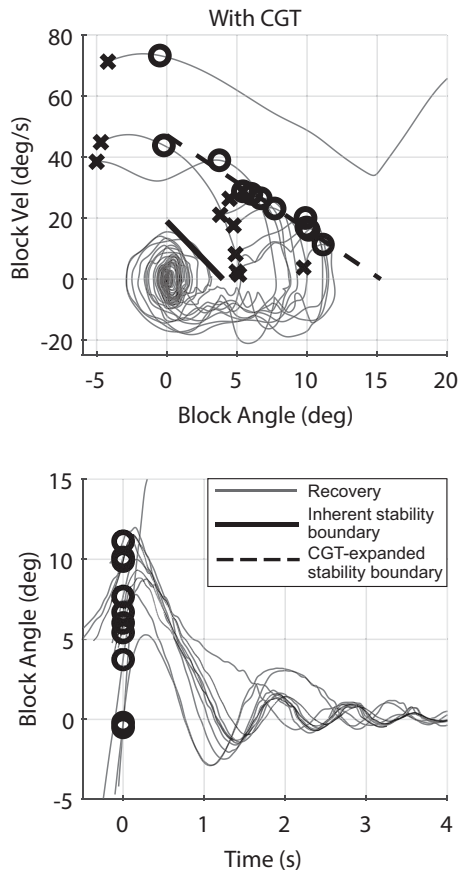 With CGT
80
60
40
20
0
-20
Block Vel (deg/s)
-5 0 5 10 15 20
Block Angle (deg)
15
10
5
0
-5
Block Angle (deg)
Recovery
Inherent stability
boundary
CGT-expanded
stability boundary
0 1 2 3 4
Time (s)